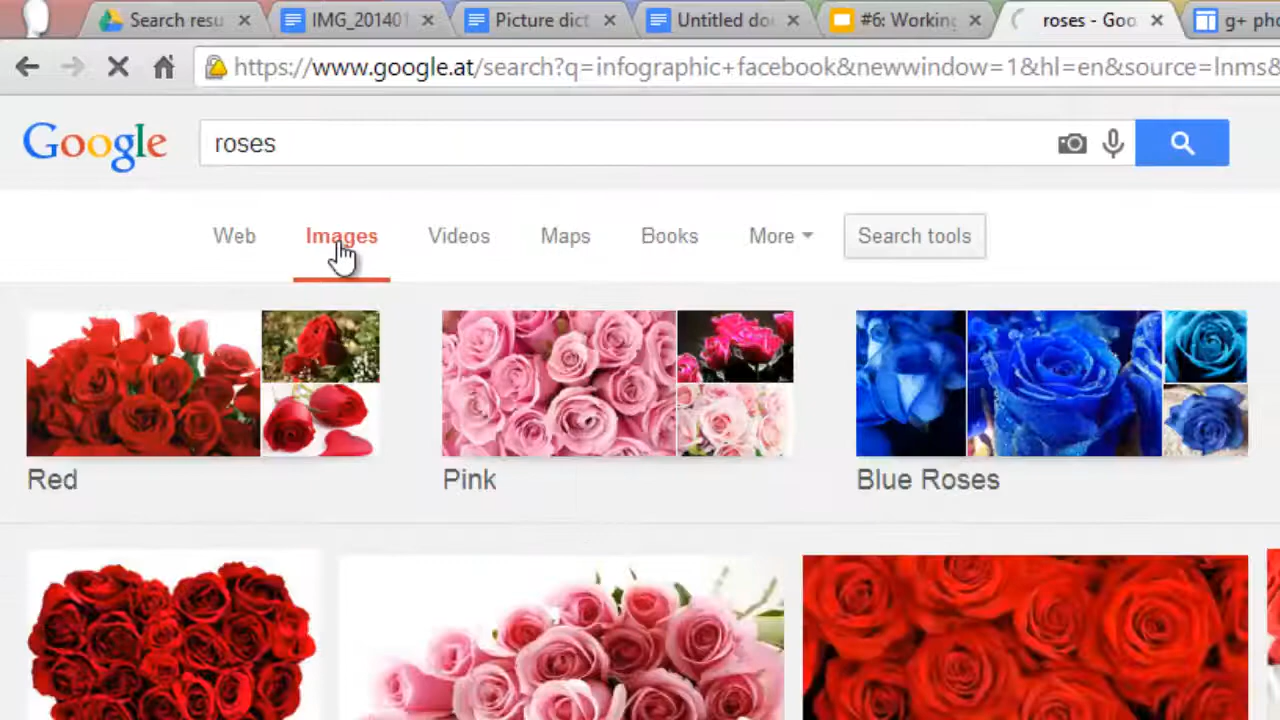 Search resu IMG_20140 Picture dict Untitled do #6: Working roses - Goo g+ pho
https://www.google.at/search?q=infographic+facebook&newwindow=1&hl=en&source=lnms&
Google roses
Web Images Videos Maps Books More Search tools
Red Pink Blue Roses